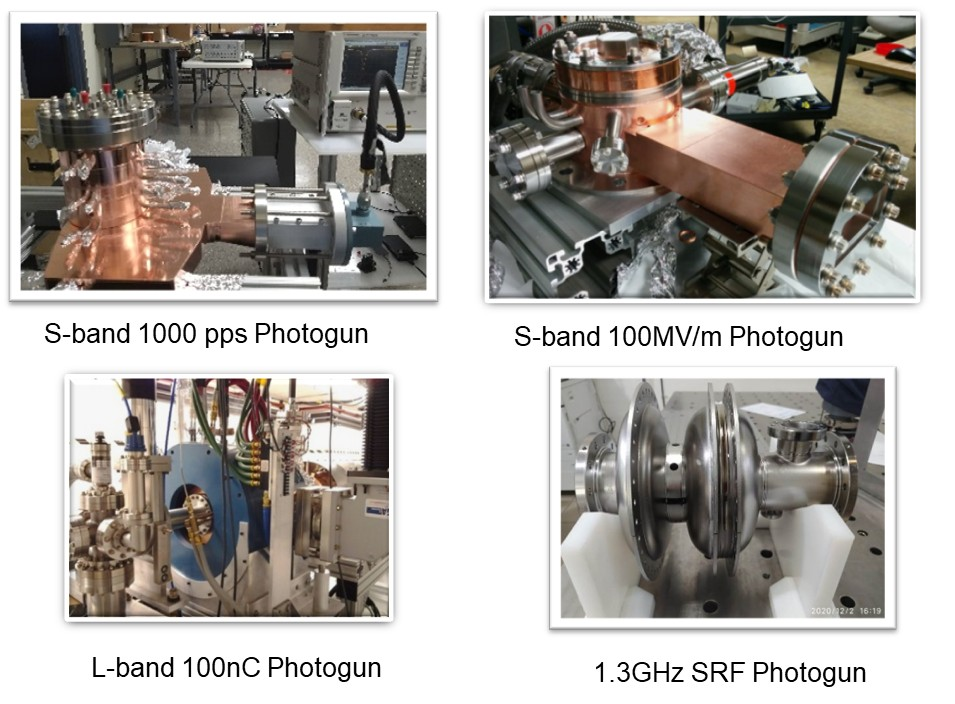 S-band 1000 pps Photogun
S-band 100MV/m Photogun
2020/12/2 16:19
L-band 100nC Photogun
1.3GHz SRF Photogun